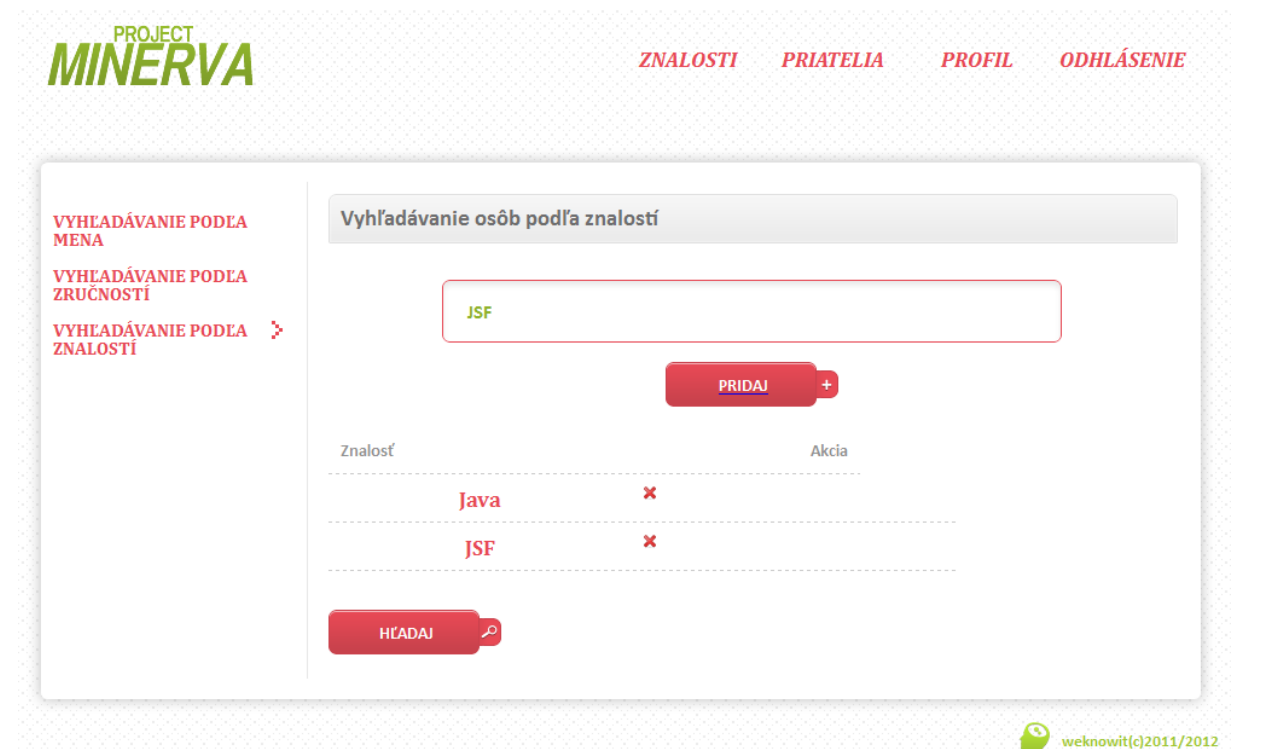 PROJECT
MINERVA
ZNALOSTI PRIATELIA PROFIL ODHLÁSENIE
VYHĽADÁVANIE PODĽA
MENA
VYHĽADÁVANIE PODĽA
ZRUČNOSTÍ
VYHĽADÁVANIE PODĽA
ZNALOSTÍ
Vyhľadávanie osôb podľa znalostí
JSF
PRIDAJ +
Znalosť Akcia
Java
JSF
HĽADAJ
weknowit(c)2011/2012